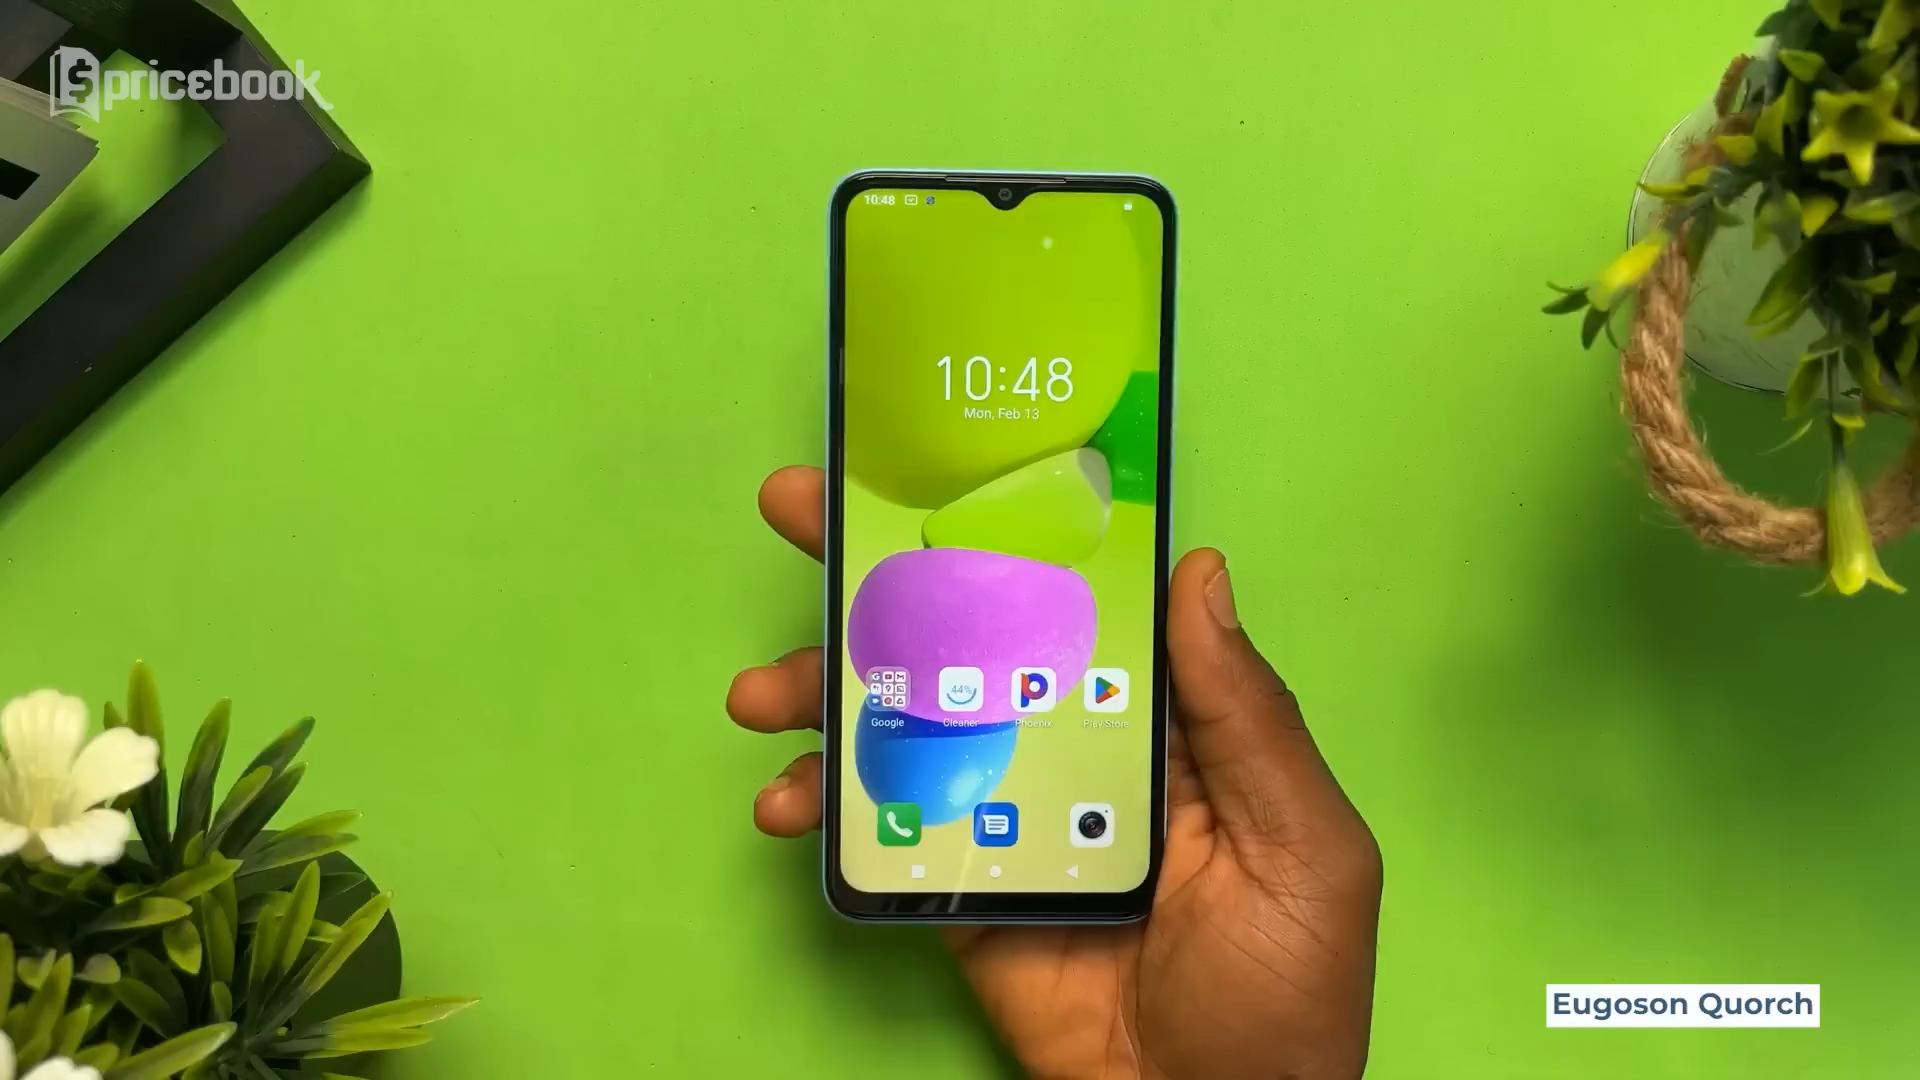 pricebook
10:48
10:48
Mon, Feb 13
44%
Google
Cleaner
Phoenix
Play Store
Eugoson Quorch